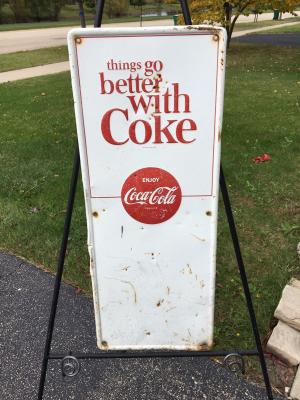 things go
better
with
Coke
ENJOY
Coca-Cola